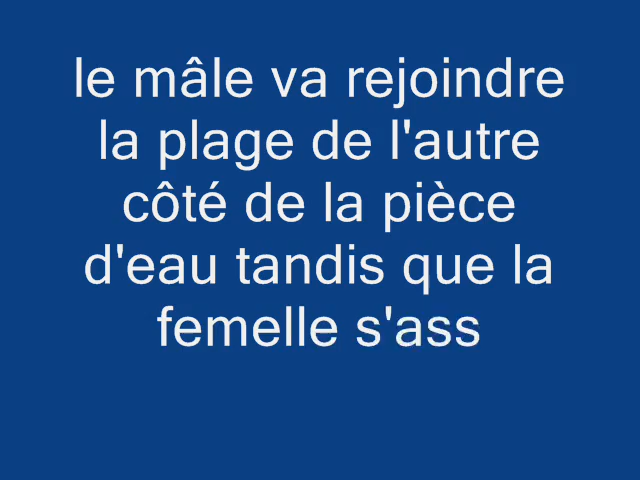 le mâle va rejoindre
la plage de l'autre
côté de la pièce
d'eau tandis que la
femelle s'ass